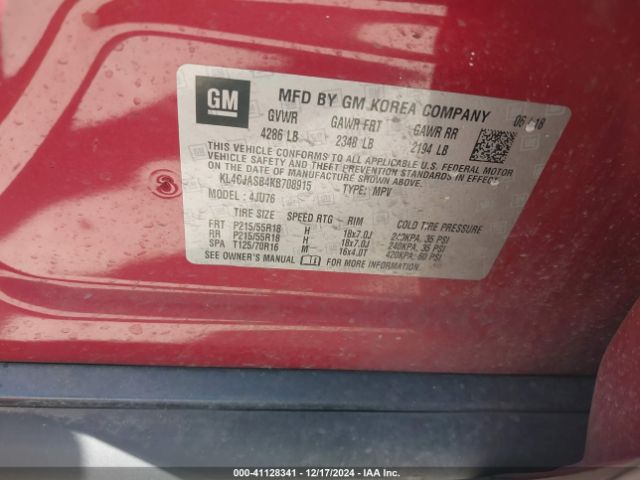 GM
MFD BY GM KOREA COMPANY 06/18
GVWR GAWR FRT GAWR RR
4286 LB 2348 LB 2194 LB
THIS VEHICLE CONFORMS TO ALL APPLICABLE U.S. FEDERAL MOTOR
VEHICLE SAFETY AND THEFT PREVENTION STANDARDS IN EFFECT
ON THE DATE OF MANUFACTURE SHOWN ABOVE.
KL4CJASB4KB708915 TYPE: MPV
MODEL: 4JU76
TIRE SIZE SPEED RTG RIM COLD TIRE PRESSURE
FRT P215/55R18 H 18x7.0J 240KPA, 35 PSI
RR P215/55R18 H 18x7.0J 240KPA, 35 PSI
SPA T125/70R16 M 16x4.0T 420KPA, 60 PSI
SEE OWNER'S MANUAL FOR MORE INFORMATION
000-41128341 / 12/17/2024 - IAA Inc.